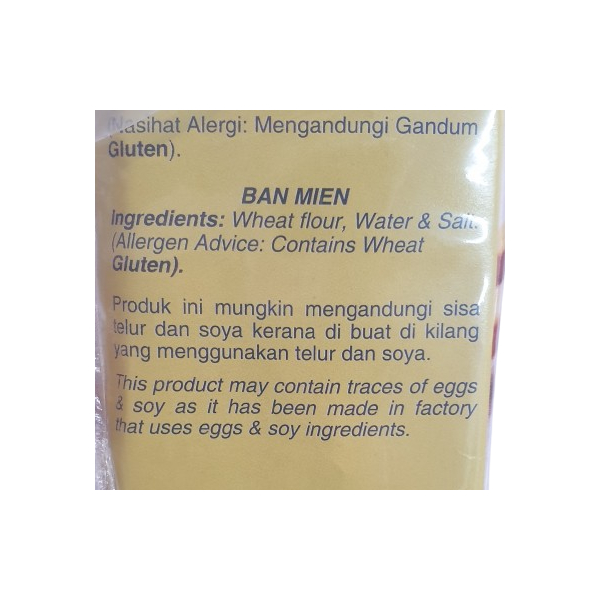 (Nasihat Alergi: Mengandungi Gandum
Gluten).
BAN MIEN
Ingredients: Wheat flour, Water & Salt.
(Allergen Advice: Contains Wheat
Gluten).
Produk ini mungkin mengandungi sisa
telur dan soya kerana di buat di kilang
yang menggunakan telur dan soya.
This product may contain traces of eggs
& soy as it has been made in factory
that uses eggs & soy ingredients.